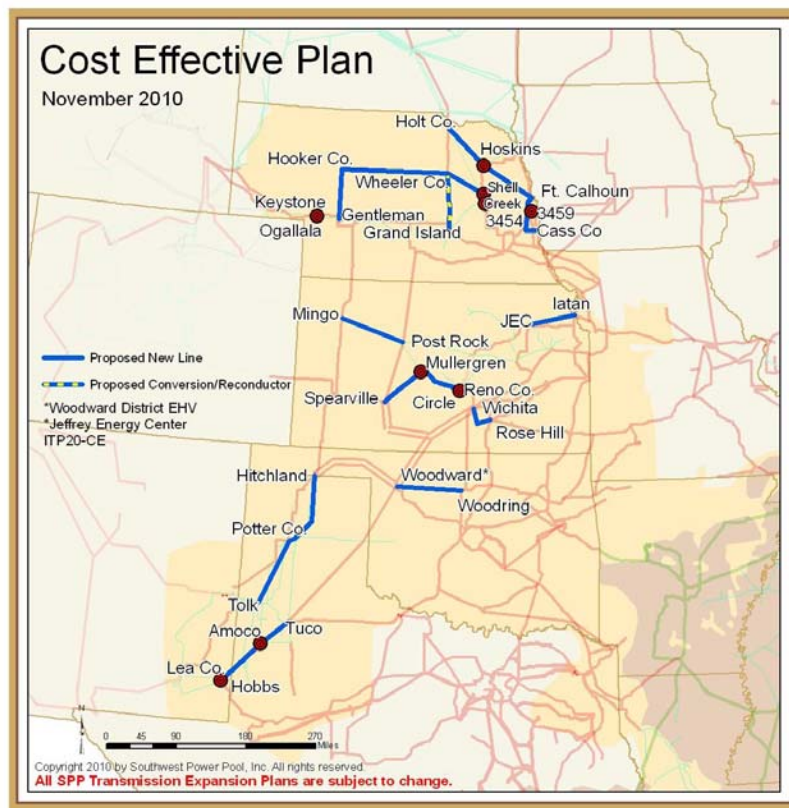 Cost Effective Plan
November 2010
Holt Co.
Hoskins
Hooker Co.
Wheeler Co.
Shell
Creek
Ft. Calhoun
Keystone
Gentleman
3454
3459
Ogallala
Grand Island
Cass Co
Iatan
Mingo
JEC
Post Rock
Mullergren
Proposed New Line
Proposed Conversion/Reconductor
Spearville
Circle
Reno Co.
Wichita
*Woodward District EHV
*Jeffrey Energy Center
ITP20-CE
Rose Hill
Hitchland
Woodward*
Woodring
Potter Co.
Tolk
Amoco
Tuco
Lea Co.
Hobbs
N
0 45 90 180 270
Miles
Copyright 2010 by Southwest Power Pool, Inc. All rights reserved.
All SPP Transmission Expansion Plans are subject to change.